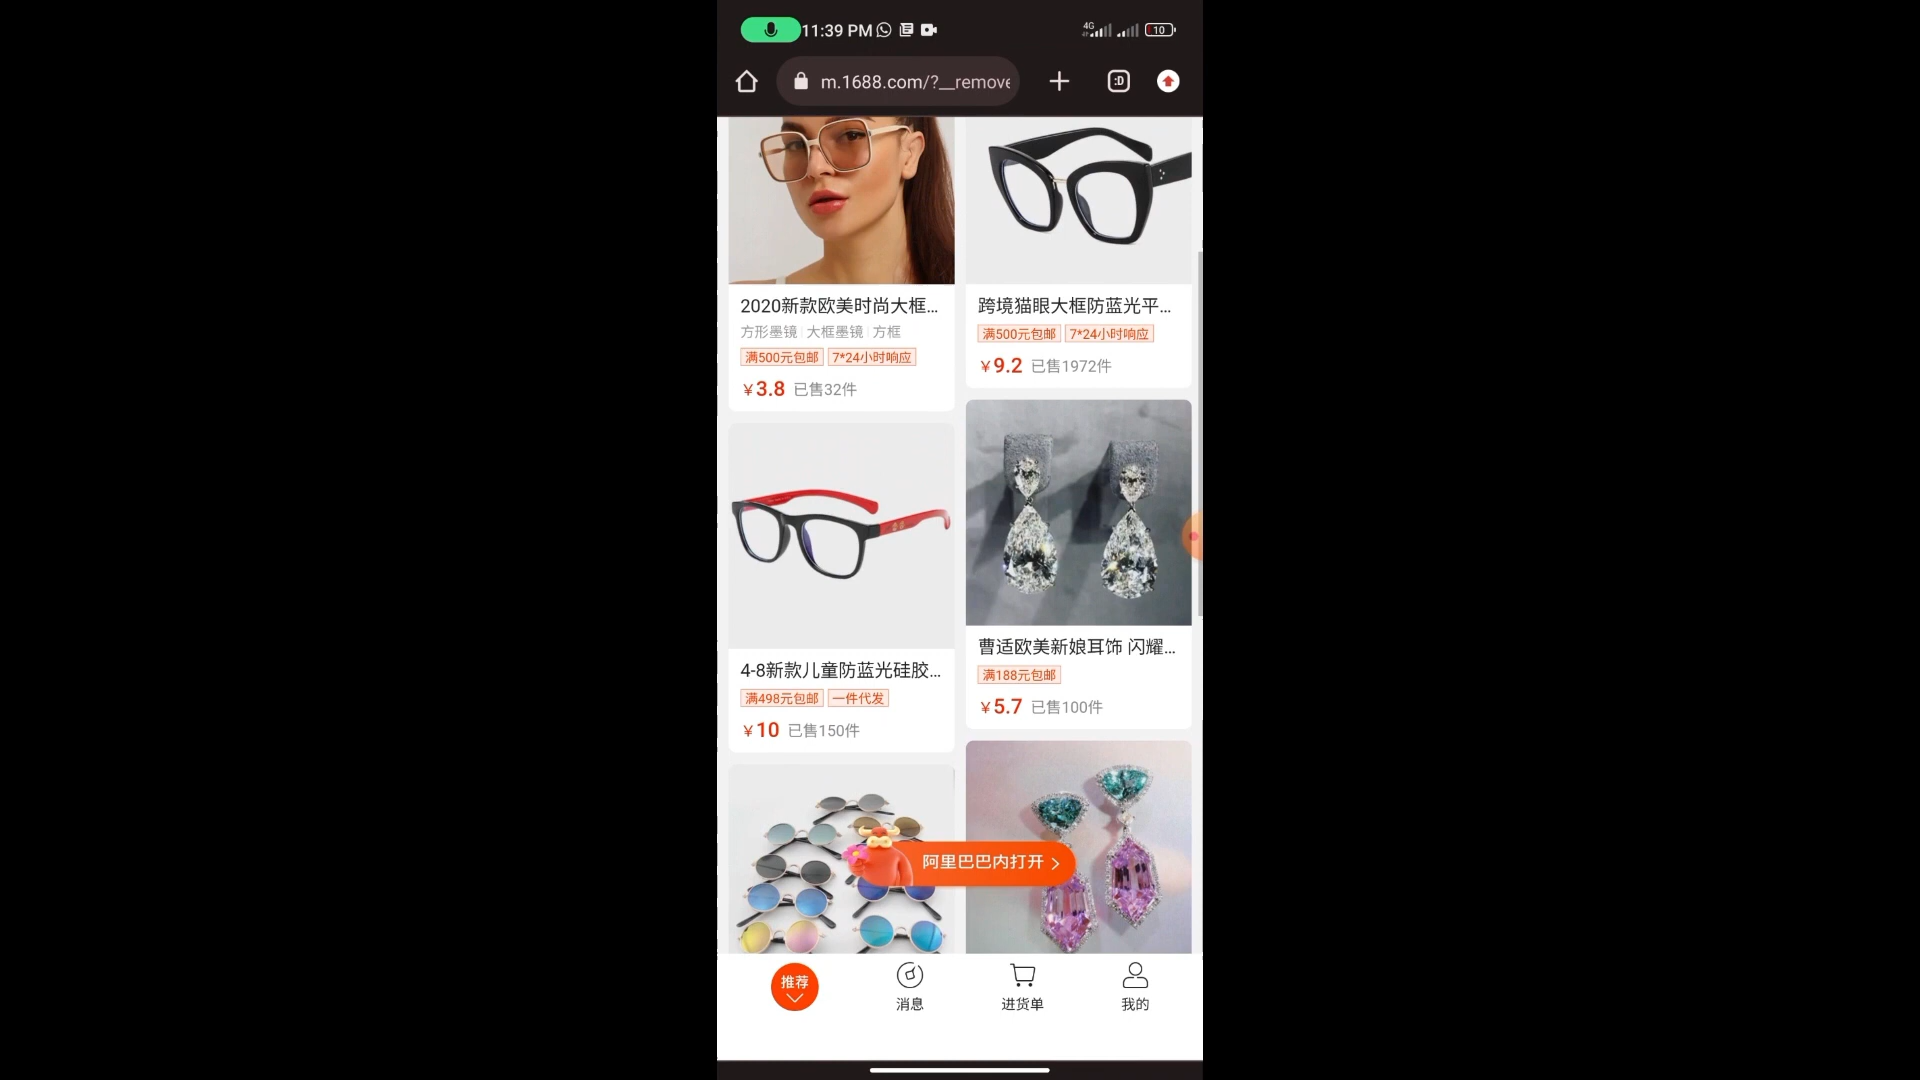 11:39 PM
4G
10
m.1688.com/?__remove
:D
2020新款欧美时尚大框...
方形墨镜 大框墨镜 方框
满500元包邮 7*24小时响应
¥3.8 已售32件
跨境猫眼大框防蓝光平...
满500元包邮 7*24小时响应
¥9.2 已售1972件
4-8新款儿童防蓝光硅胶...
满498元包邮 一件代发
¥10 已售150件
曹适欧美新娘耳饰 闪耀...
满188元包邮
¥5.7 已售100件
阿里巴巴内打开 >
推荐
消息
进货单
我的